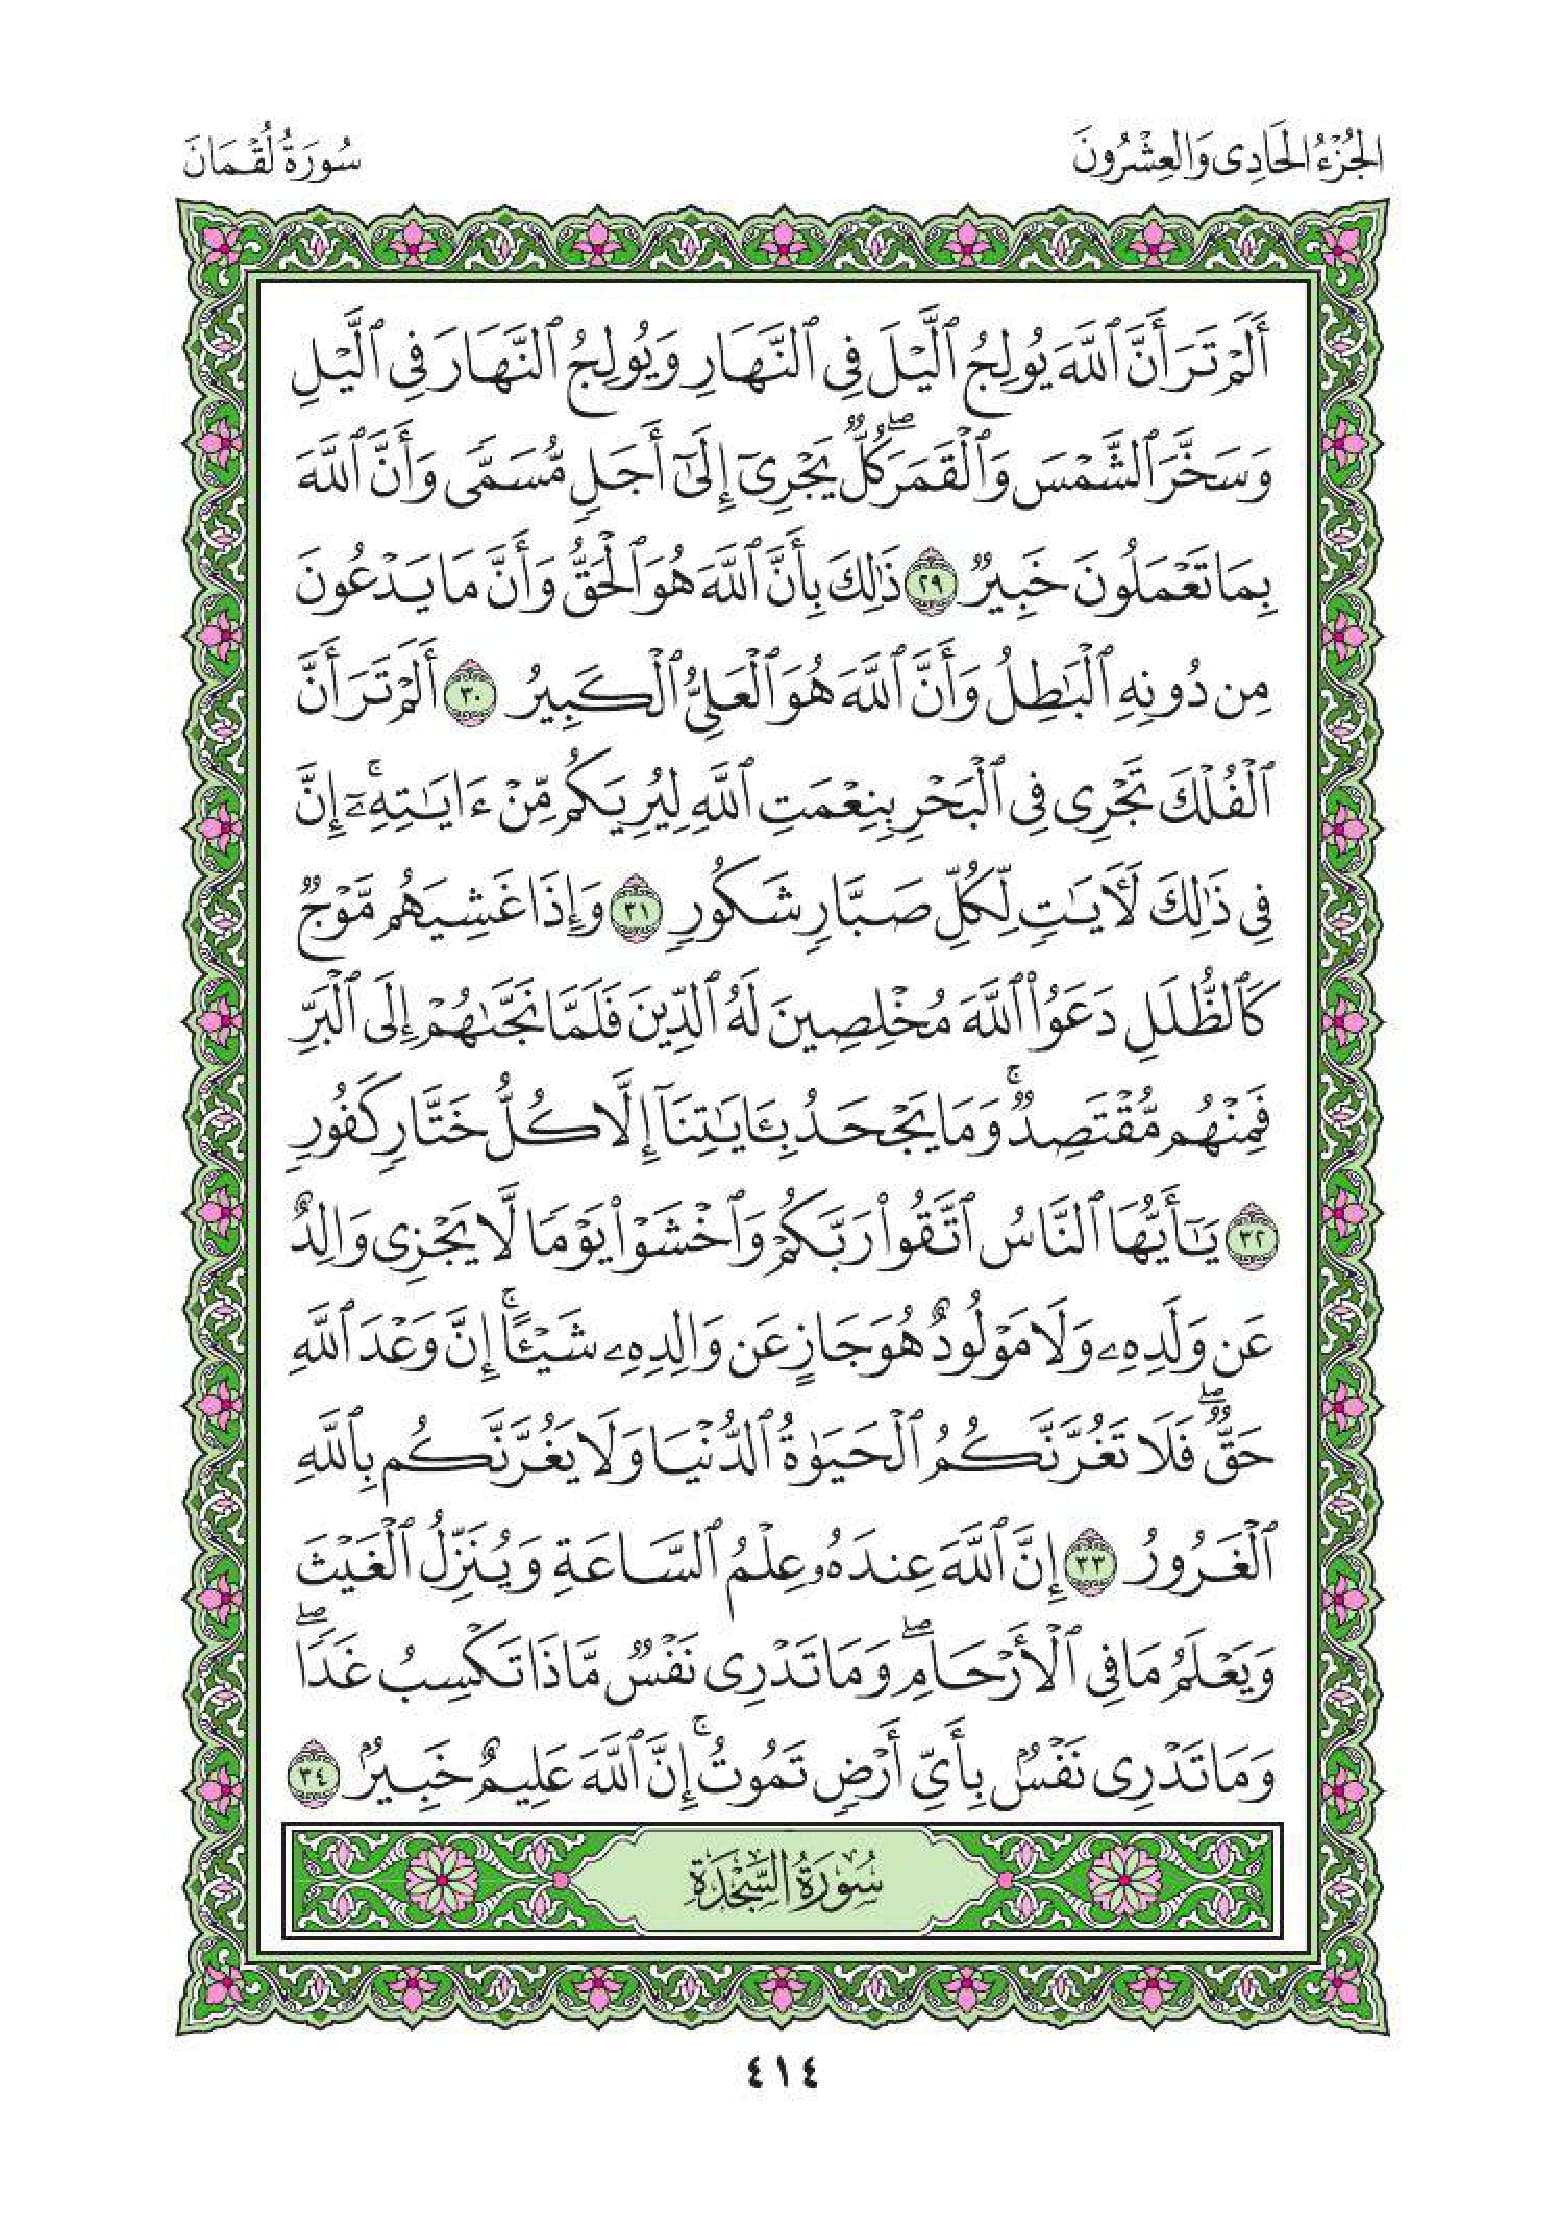 الجُزْءُ الحَادِى وَالعِشْرُونَ
سُورَةُ لُقْمَانَ
أَلَمْ تَرَ أَنَّ ٱللَّهَ يُولِجُ ٱلَّيْلَ فِى ٱلنَّهَارِ وَيُولِجُ ٱلنَّهَارَ فِى ٱلَّيْلِ
وَسَخَّرَ ٱلشَّمْسَ وَٱلْقَمَرَۖ كُلٌّ يَجْرِىٓ إِلَىٰٓ أَجَلٍ مُّسَمًّى وَأَنَّ ٱللَّهَ
بِمَا تَعْمَلُونَ خَبِيرٌ ٢٩ ذَٰلِكَ بِأَنَّ ٱللَّهَ هُوَ ٱلْحَقُّ وَأَنَّ مَا يَدْعُونَ
مِن دُونِهِ ٱلْبَٰطِلُ وَأَنَّ ٱللَّهَ هُوَ ٱلْعَلِىُّ ٱلْكَبِيرُ ٣٠ أَلَمْ تَرَ أَنَّ
ٱلْفُلْكَ تَجْرِى فِى ٱلْبَحْرِ بِنِعْمَتِ ٱللَّهِ لِيُرِيَكُم مِّنْ ءَايَٰتِهِۦٓۚ إِنَّ
فِى ذَٰلِكَ لَءَايَٰتٍ لِّكُلِّ صَبَّارٍ شَكُورٍ ٣١ وَإِذَا غَشِيَهُم مَّوْجٌ
كَٱلظُّلَلِ دَعَوُا۟ ٱللَّهَ مُخْلِصِينَ لَهُ ٱلدِّينَ فَلَمَّا نَجَّىٰهُمْ إِلَى ٱلْبَرِّ
فَمِنْهُم مُّقْتَصِدٌۚ وَمَا يَجْحَدُ بِـَٔايَٰتِنَآ إِلَّا كُلُّ خَتَّارٍ كَفُورٍ
٣٢ يَٰٓأَيُّهَا ٱلنَّاسُ ٱتَّقُوا۟ رَبَّكُمْ وَٱخْشَوْا۟ يَوْمًا لَّا يَجْزِى وَالِدٌ
عَن وَلَدِهِۦ وَلَا مَوْلُودٌ هُوَ جَازٍ عَن وَالِدِهِۦ شَيْـًٔاۚ إِنَّ وَعْدَ ٱللَّهِ
حَقٌّۖ فَلَا تَغُرَّنَّكُمُ ٱلْحَيَوٰةُ ٱلدُّنْيَا وَلَا يَغُرَّنَّكُم بِٱللَّهِ
ٱلْغَرُورُ ٣٣ إِنَّ ٱللَّهَ عِندَهُۥ عِلْمُ ٱلسَّاعَةِ وَيُنَزِّلُ ٱلْغَيْثَ
وَيَعْلَمُ مَا فِى ٱلْأَرْحَامِۖ وَمَا تَدْرِى نَفْسٌ مَّاذَا تَكْسِبُ غَدًاۖ
وَمَا تَدْرِى نَفْسٌۢ بِأَىِّ أَرْضٍ تَمُوتُۚ إِنَّ ٱللَّهَ عَلِيمٌ خَبِيرٌۢ ٣٤
سُورَةُ السَّجْدَةِ
٤١٤